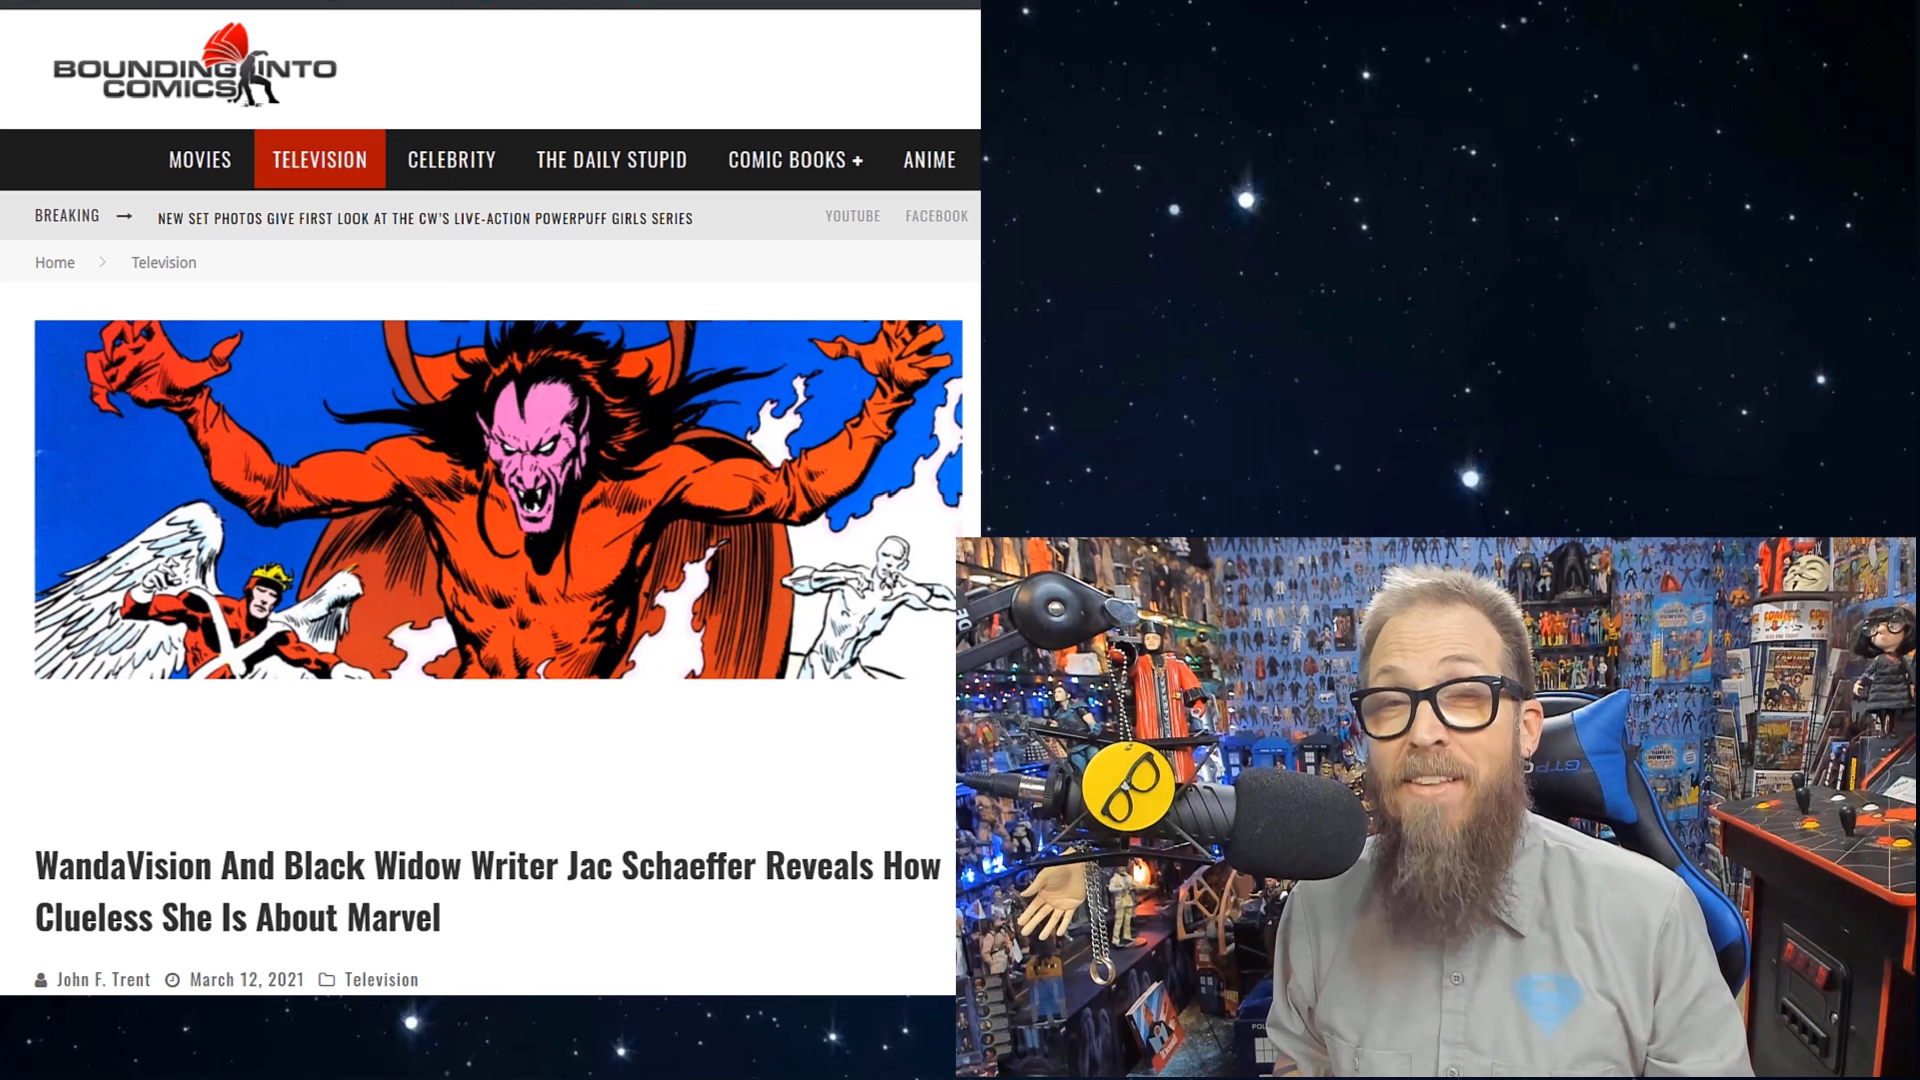 BOUNDING INTO
COMICS
MOVIES TELEVISION CELEBRITY THE DAILY STUPID COMIC BOOKS + ANIME
BREAKING → NEW SET PHOTOS GIVE FIRST LOOK AT THE CW'S LIVE-ACTION POWERPUFF GIRLS SERIES YOUTUBE FACEBOOK
Home > Television
WandaVision And Black Widow Writer Jac Schaeffer Reveals How
Clueless She Is About Marvel
John F. Trent March 12, 2021 Television